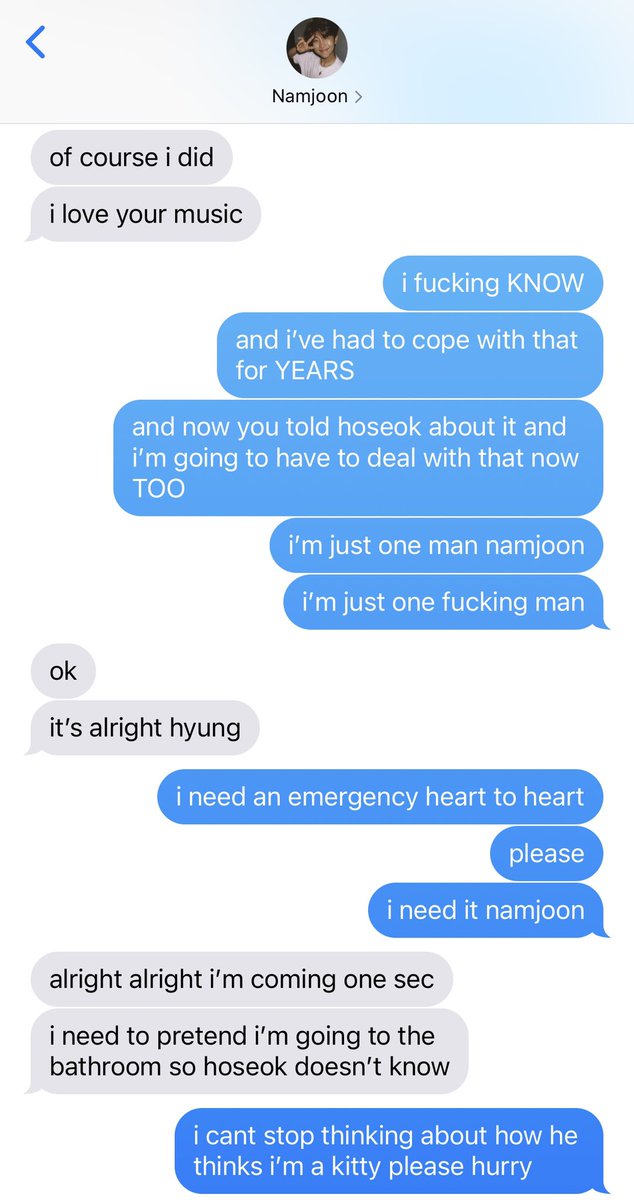 Namjoon
of course i did
i love your music
i fucking KNOW
and i’ve had to cope with that
for YEARS
and now you told hoseok about it and
i’m going to have to deal with that now
TOO
i’m just one man namjoon
i’m just one fucking man
ok
it’s alright hyung
i need an emergency heart to heart
please
i need it namjoon
alright alright i’m coming one sec
i need to pretend i’m going to the
bathroom so hoseok doesn’t know
i cant stop thinking about how he
thinks i’m a kitty please hurry